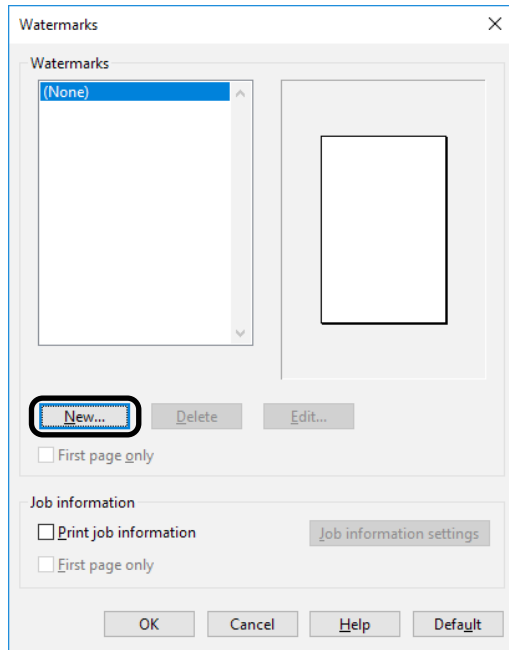 Watermarks
Watermarks
(None)
New... Delete Edit...
First page only
Job information
Print job information Job information settings
First page only
OK Cancel Help Default